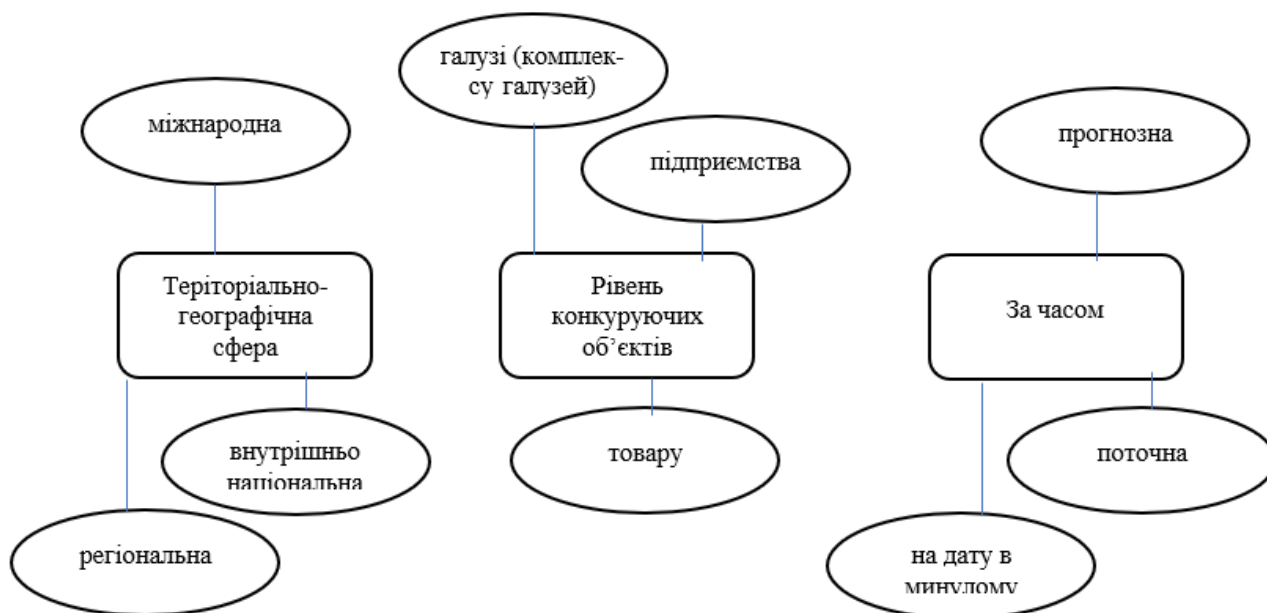 галузі (комплек-
су галузей)
міжнародна
підприємства
прогнозна
Теріторіально-
географічна
сфера
Рівень
конкуруючих
об’єктів
За часом
внутрішньо
національна
товару
поточна
регіональна
на дату в
минулому